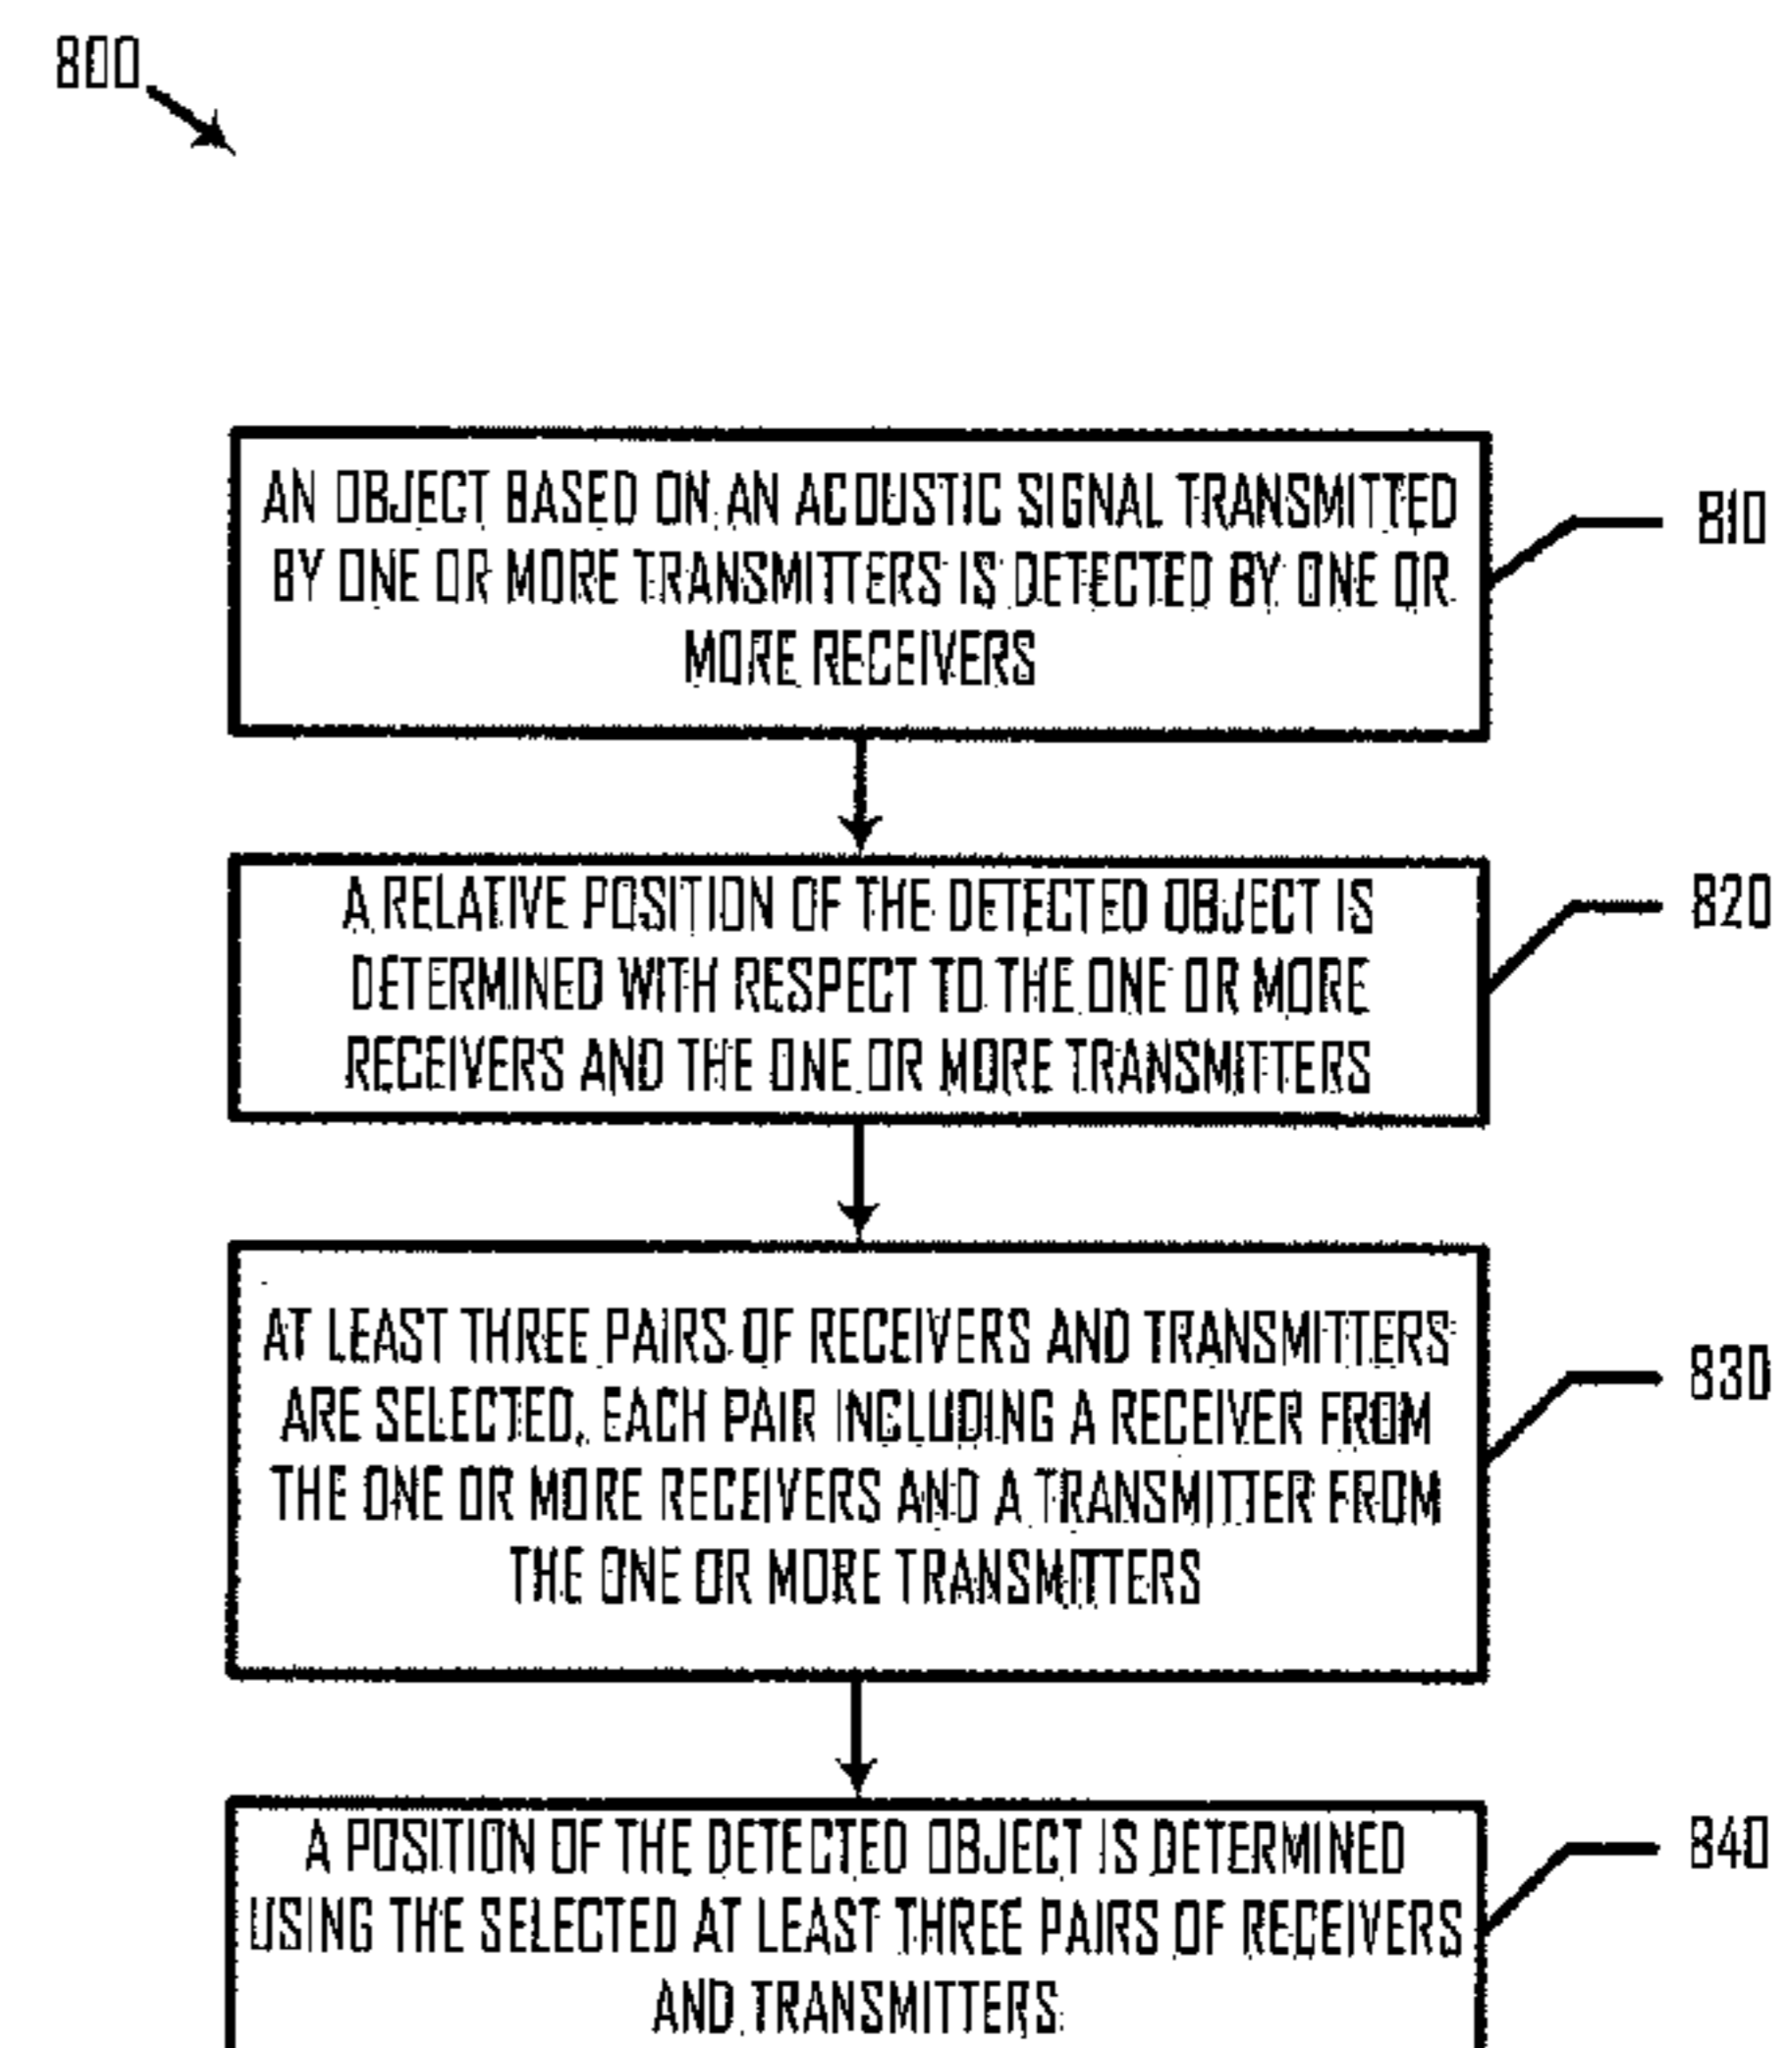 800
AN OBJECT BASED ON AN ACOUSTIC SIGNAL TRANSMITTED
BY ONE OR MORE TRANSMITTERS IS DETECTED BY ONE OR
MORE RECEIVERS
810
A RELATIVE POSITION OF THE DETECTED OBJECT IS
DETERMINED WITH RESPECT TO THE ONE OR MORE
RECEIVERS AND THE ONE OR MORE TRANSMITTERS
820
AT LEAST THREE PAIRS OF RECEIVERS AND TRANSMITTERS
ARE SELECTED, EACH PAIR INCLUDING A RECEIVER FROM
THE ONE OR MORE RECEIVERS AND A TRANSMITTER FROM
THE ONE OR MORE TRANSMITTERS
830
A POSITION OF THE DETECTED OBJECT IS DETERMINED
USING THE SELECTED AT LEAST THREE PAIRS OF RECEIVERS
AND TRANSMITTERS
840